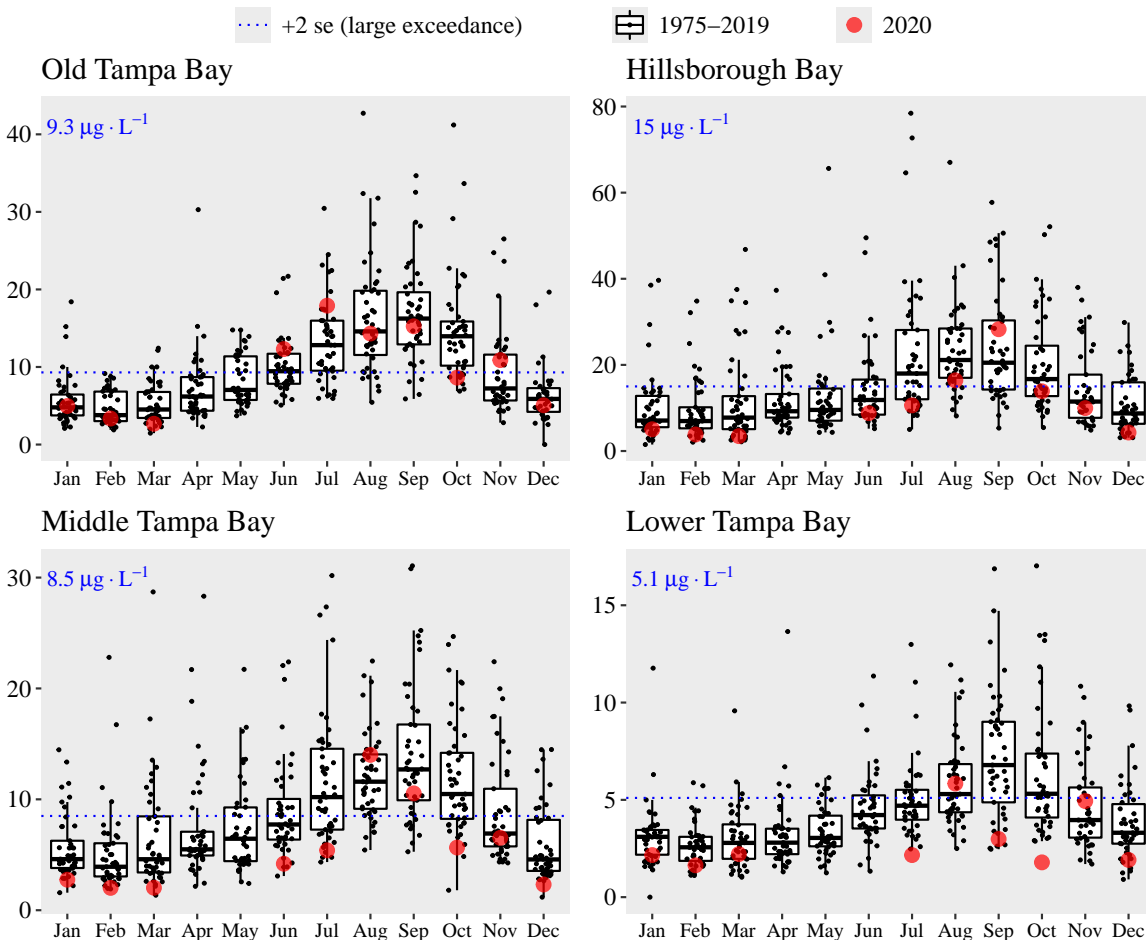 +2 se (large exceedance) 1975–2019 2020
Old Tampa Bay
9.3 μg · L⁻¹
40
30
20
10
0
Jan Feb Mar Apr May Jun Jul Aug Sep Oct Nov Dec
Hillsborough Bay
15 μg · L⁻¹
80
60
40
20
0
Jan Feb Mar Apr May Jun Jul Aug Sep Oct Nov Dec
Middle Tampa Bay
8.5 μg · L⁻¹
30
20
10
0
Jan Feb Mar Apr May Jun Jul Aug Sep Oct Nov Dec
Lower Tampa Bay
5.1 μg · L⁻¹
15
10
5
0
Jan Feb Mar Apr May Jun Jul Aug Sep Oct Nov Dec